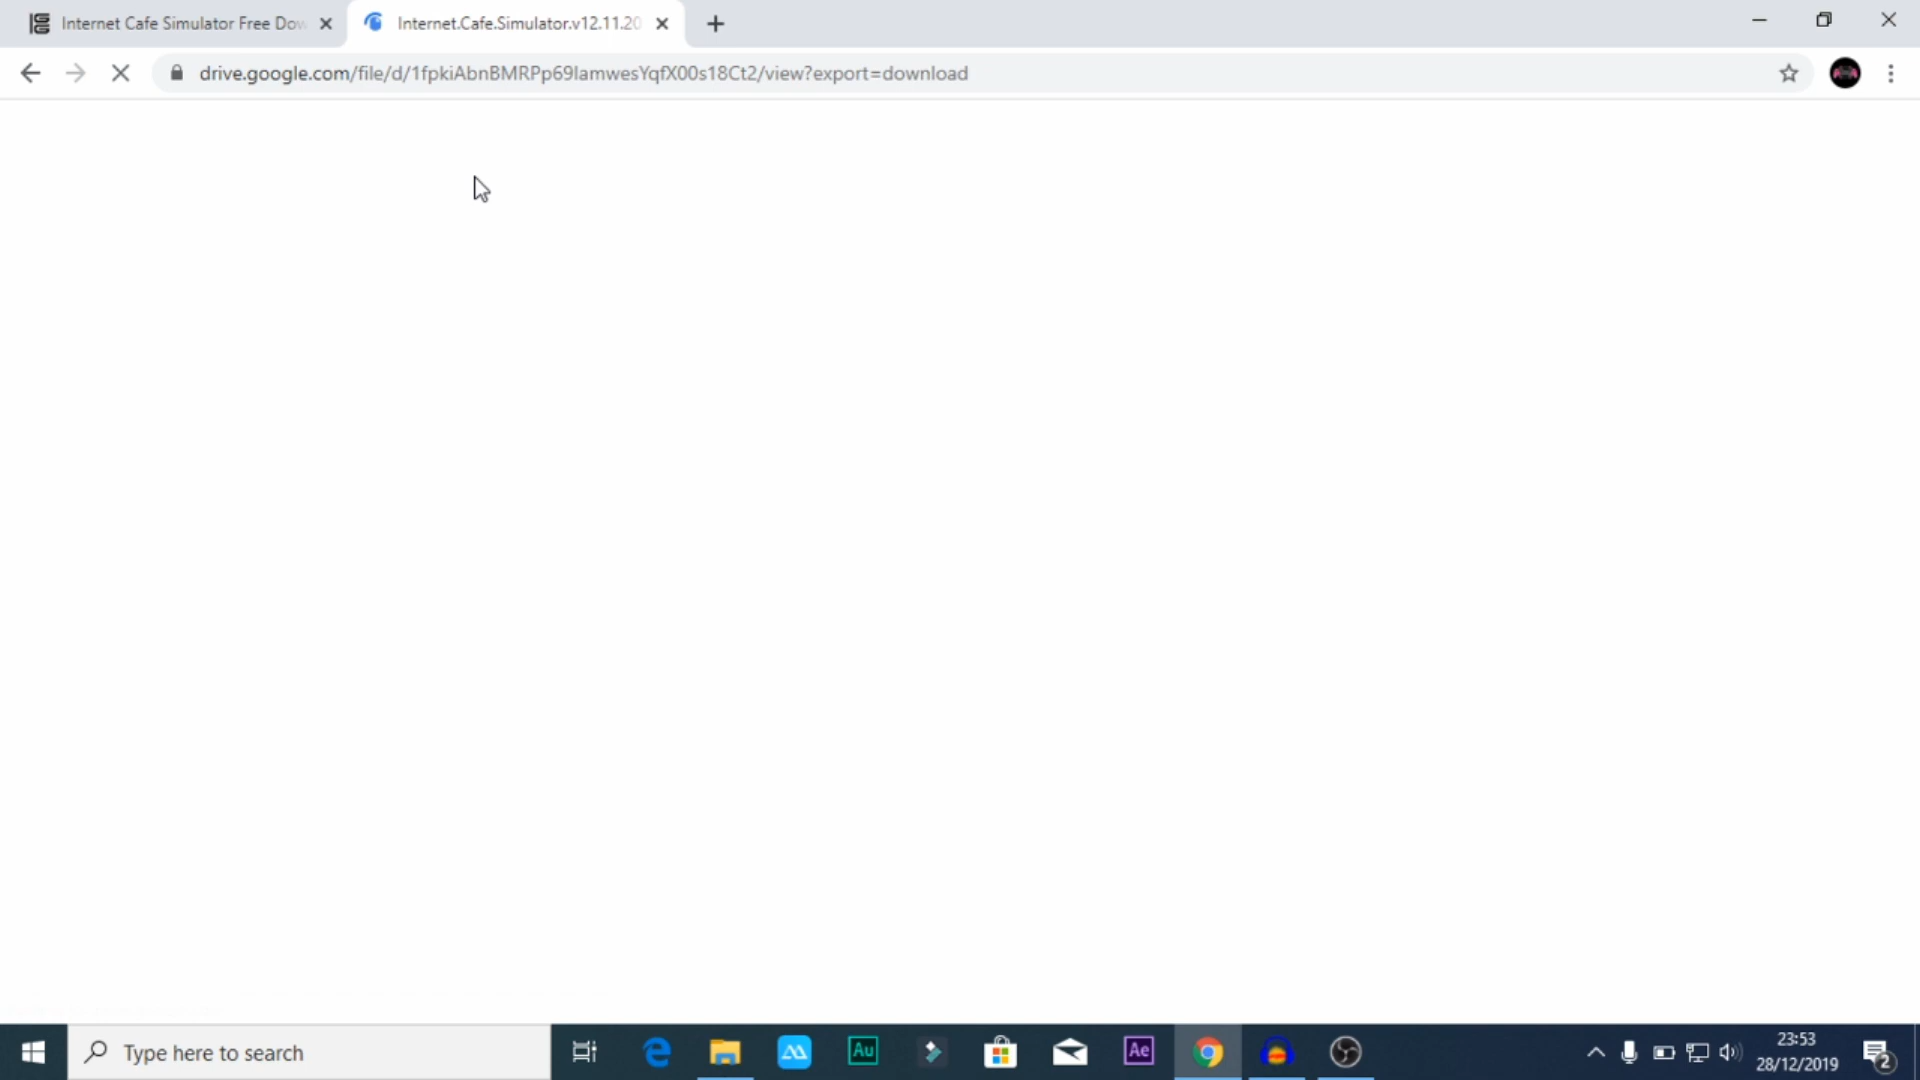 Internet Cafe Simulator Free Dow
Internet.Cafe.Simulator.v12.11.20
drive.google.com/file/d/1fpkiAbnBMRPp69IamwesYqfX00s18Ct2/view?export=download
Type here to search
Au
Ae
23:53
28/12/2019
2